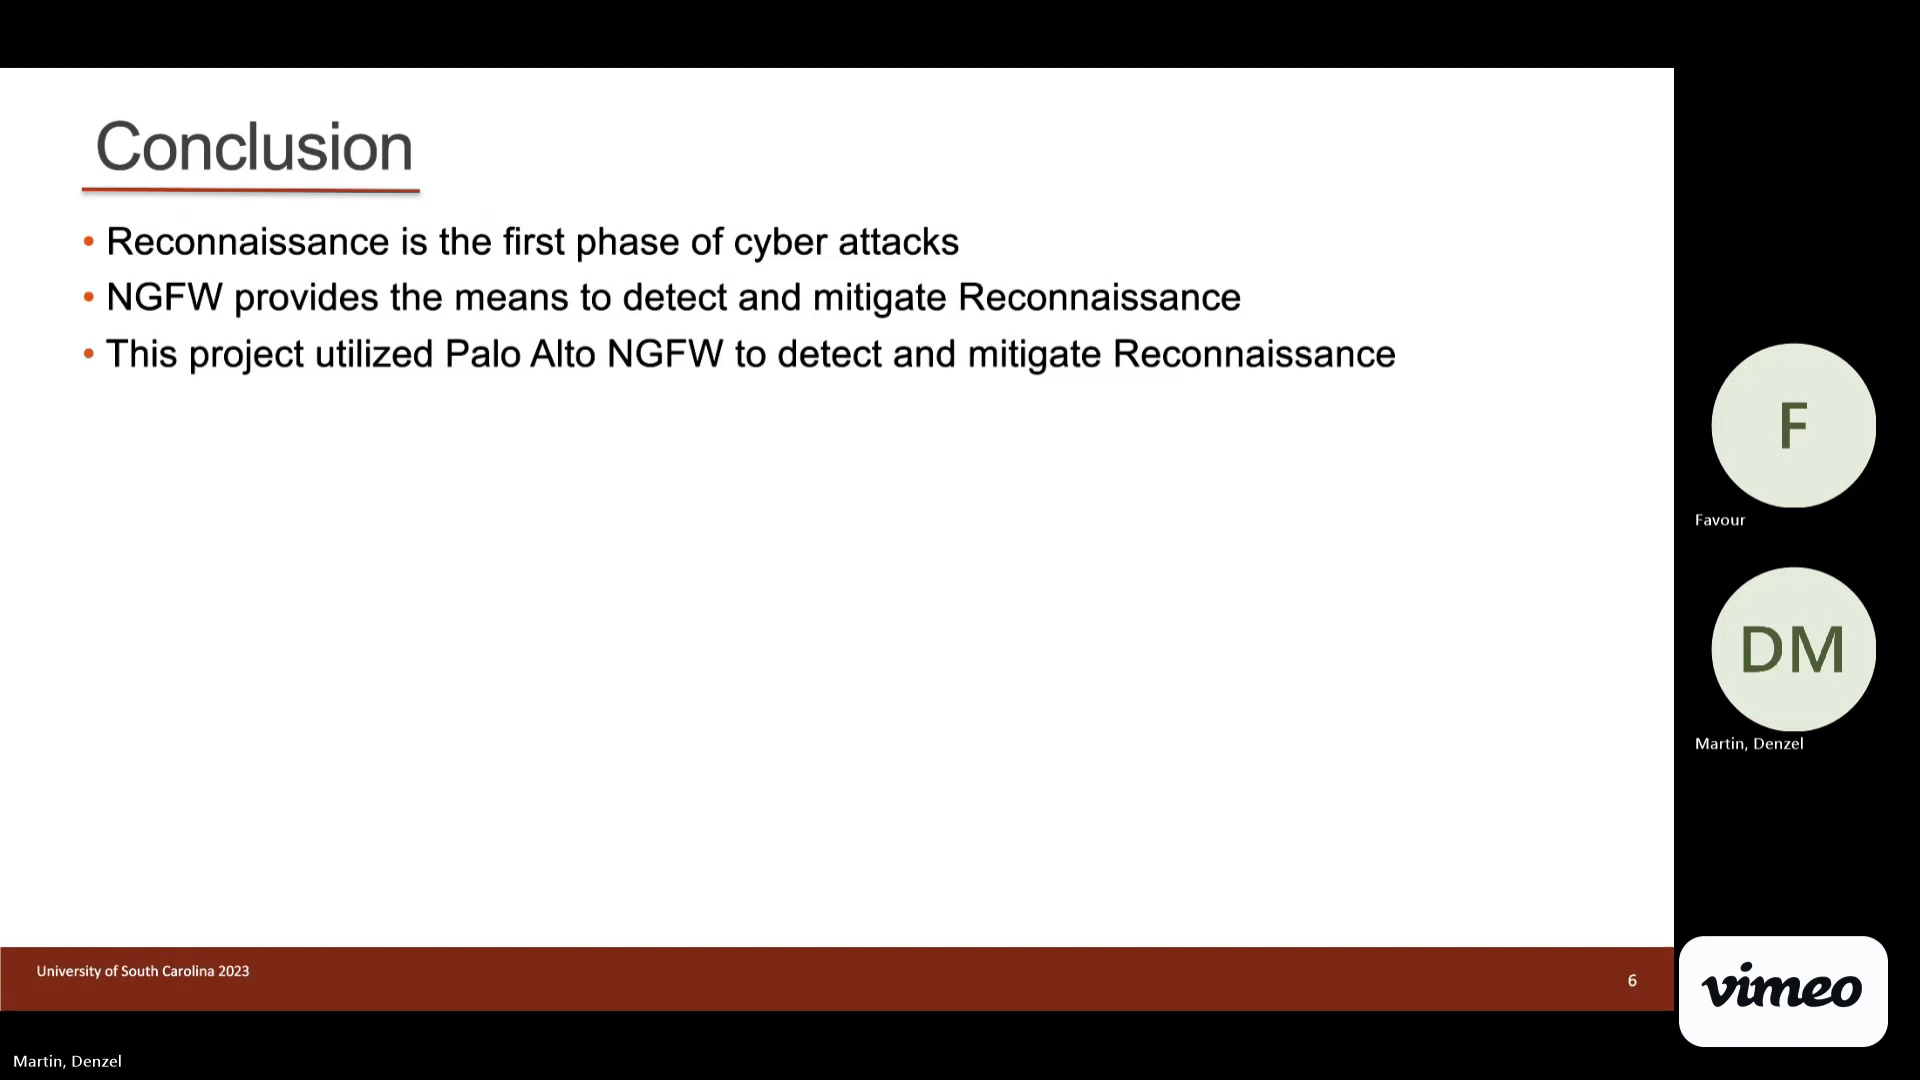 Conclusion
• Reconnaissance is the first phase of cyber attacks
• NGFW provides the means to detect and mitigate Reconnaissance
• This project utilized Palo Alto NGFW to detect and mitigate Reconnaissance
F
Favour
DM
Martin, Denzel
University of South Carolina 2023
6
vimeo
Martin, Denzel